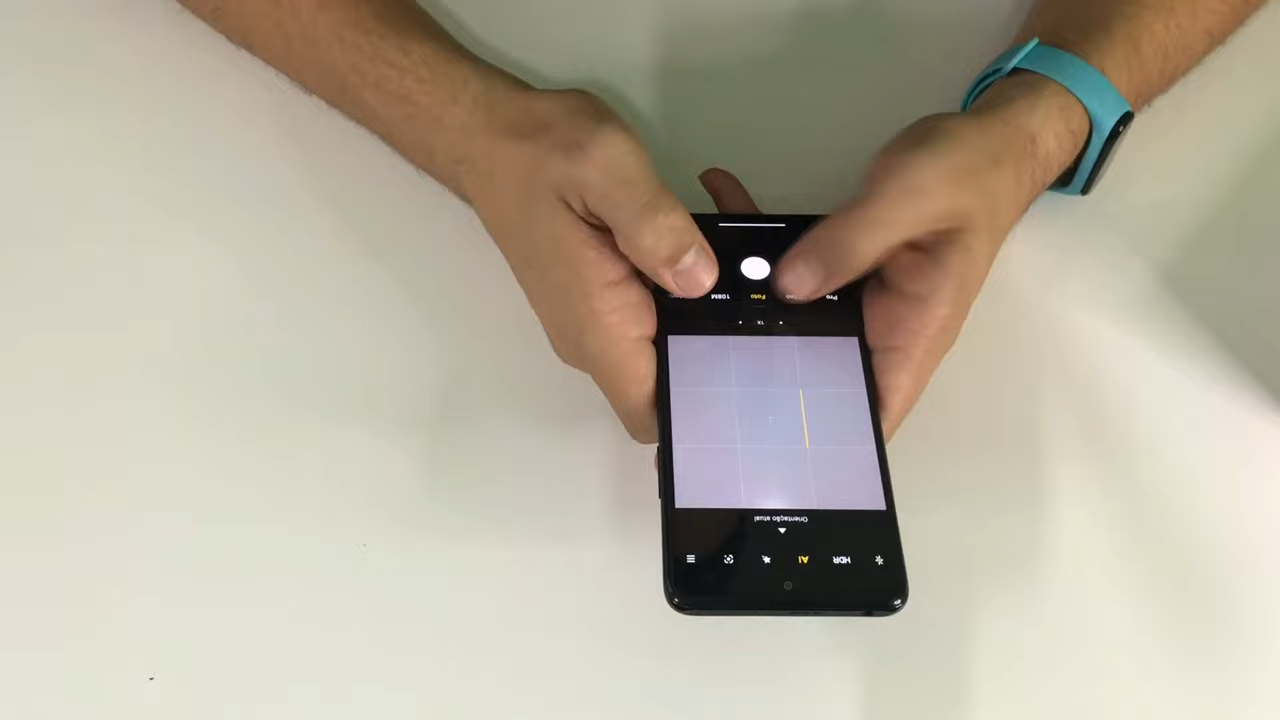 HDR
AI
Orientação atual
1X
Pro
Foto
108M